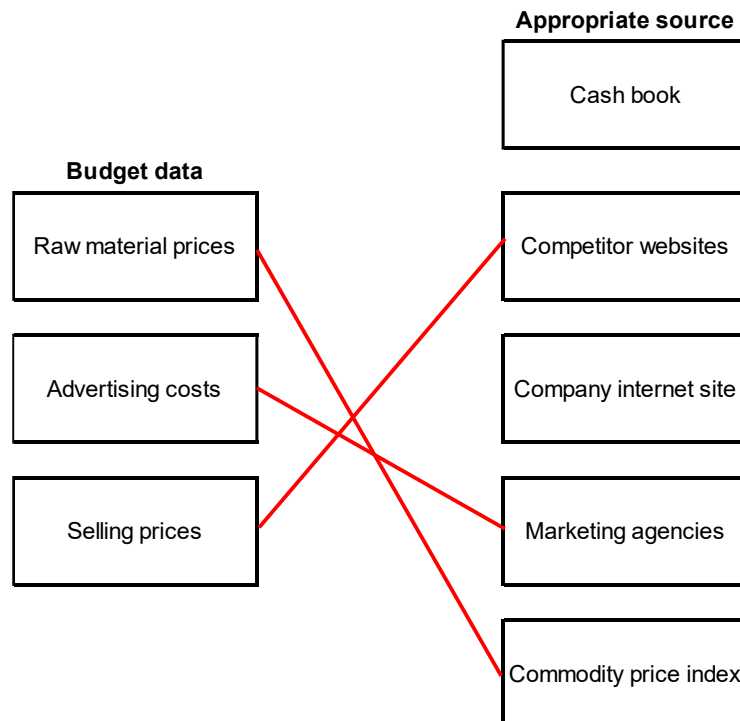 Appropriate source
Cash book
Budget data
Raw material prices
Competitor websites
Advertising costs
Company internet site
Selling prices
Marketing agencies
Commodity price index